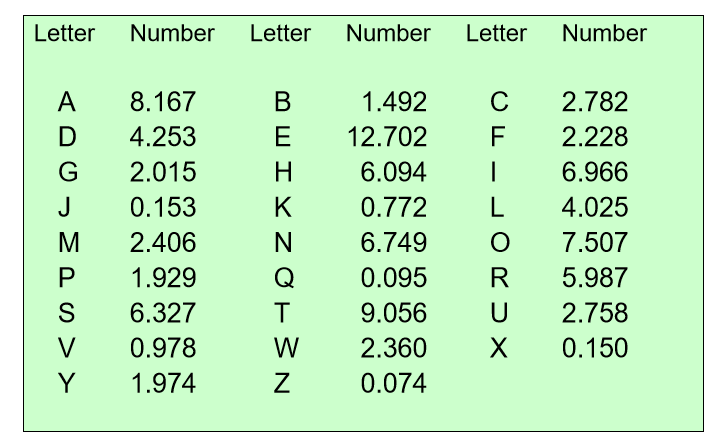 Letter Number Letter Number Letter Number
A 8.167 B 1.492 C 2.782
D 4.253 E 12.702 F 2.228
G 2.015 H 6.094 I 6.966
J 0.153 K 0.772 L 4.025
M 2.406 N 6.749 O 7.507
P 1.929 Q 0.095 R 5.987
S 6.327 T 9.056 U 2.758
V 0.978 W 2.360 X 0.150
Y 1.974 Z 0.074